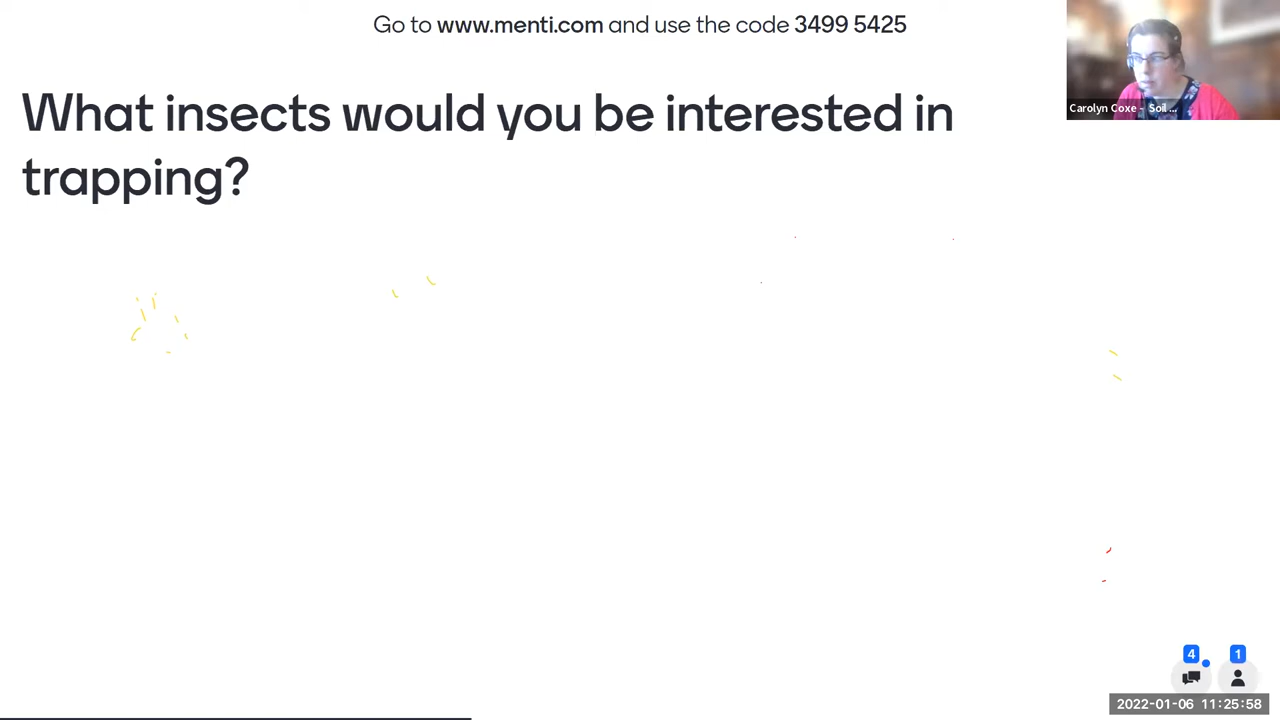 Go to www.menti.com and use the code 3499 5425
What insects would you be interested in
trapping?
Carolyn Coxe - Soil ...
4
1
2022-01-06 11:25:58